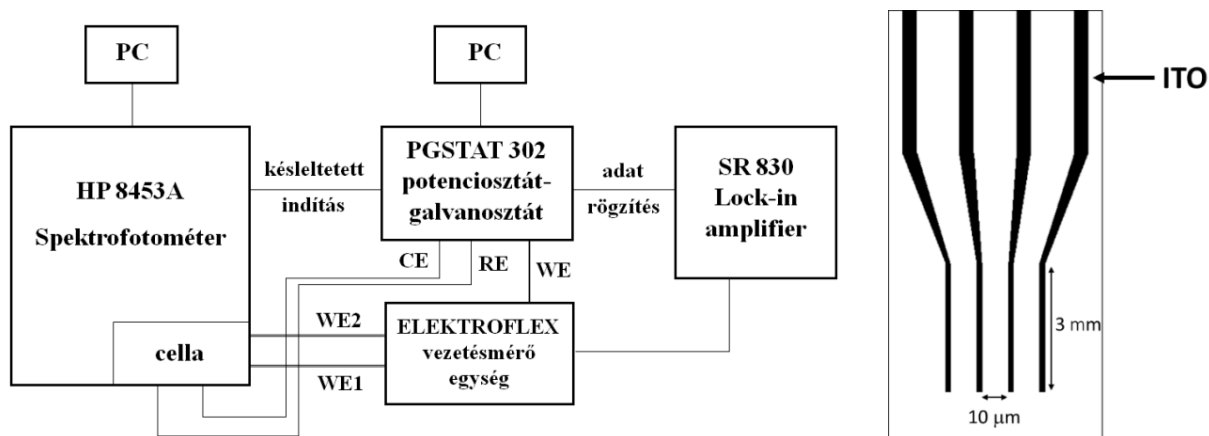 PC
PC
HP 8453A
Spektrofotométer
késleltetett
indítás
PGSTAT 302
potenciosztát-
galvanosztát
adat
rögzítés
SR 830
Lock-in
amplifier
CE
RE
WE
WE2
WE1
cella
ELEKTROFLEX
vezetésmérő
egység
ITO
3 mm
10 μm